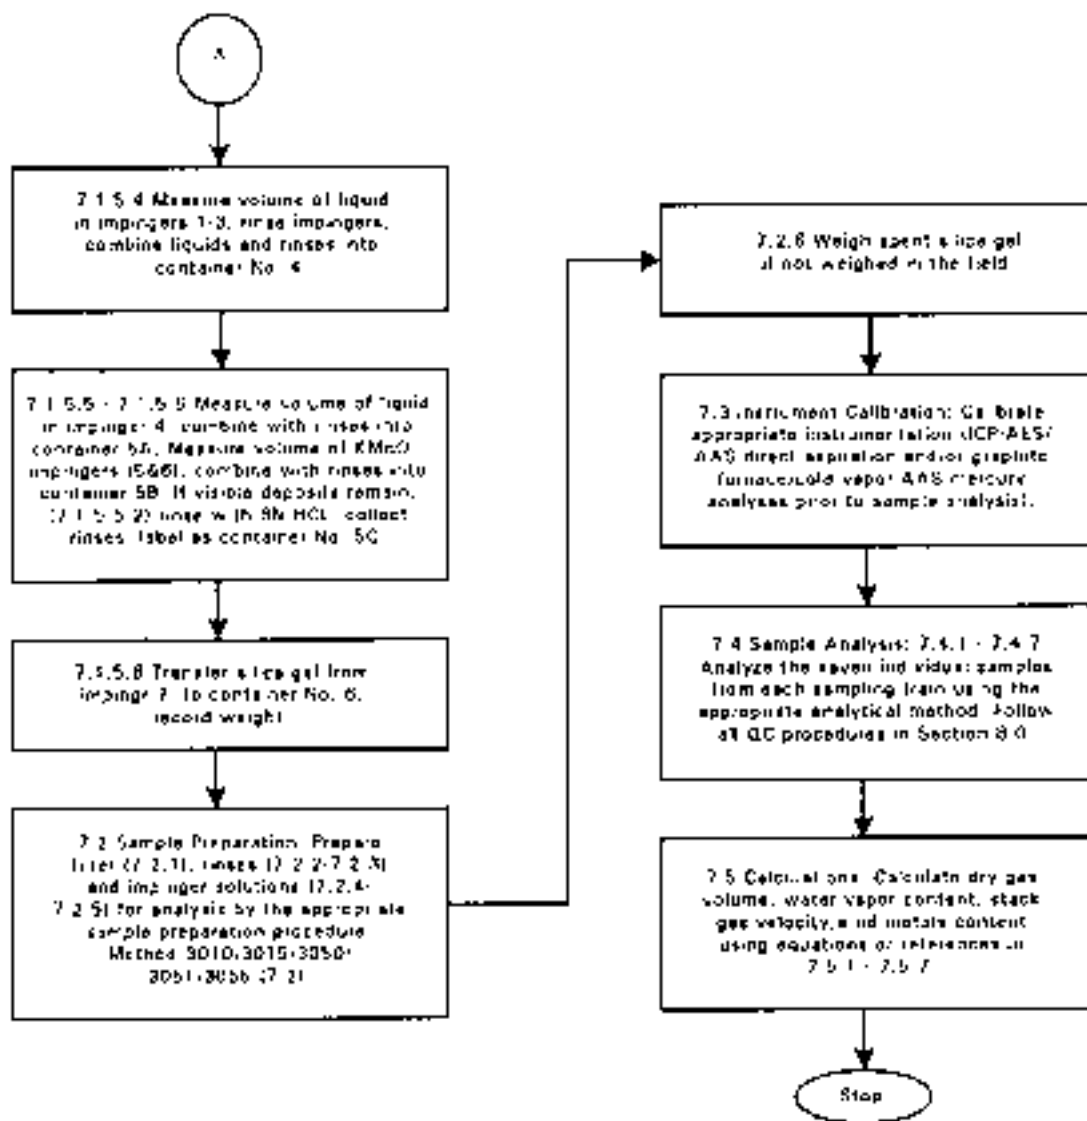 A
7.1.5.4 Measure volume of liquid
in impingers 1-3, rinse impingers,
combine liquids and rinses into
container No. 4
7.1.5.5 - 7.1.5.6 Measure volume of liquid
in impinger 4, combine with rinses into
container 5A, Measure volume of KMnO
impingers (5&6), combine with rinses into
container 5B. If visible deposits remain,
(7.1.5.5.2) rinse with 8N HCL, collect
rinses, label as container No. 5C
Transfer silica gel from
impinger 7 to container No. 6,
record weight
7.2 Sample Preparation: Prepare
filter (7.2.1), rinses (7.2.2-7.2.3)
and impinger solutions (7.2.4-
7.2.5) for analysis by the appropriate
sample preparation procedure
Method 3010/3015/3050/
(7.2)
7.2.6 Weigh spent silica gel
if not weighed in the field
7.3 Instrument Calibration: Calibrate
appropriate instrumentation (ICP-AES/
AAS direct aspiration and/or graphite
furnace/cold vapor AAS mercury
analyses prior to sample analysis).
7.4 Sample Analysis: 7.4.1 - 7.4.7
Analyze the seven individual samples
from each sampling train using the
appropriate analytical method. Follow
all QC procedures in Section 8.0
7.5 Calculations: Calculate dry gas
volume, water vapor content, stack
gas velocity, and metals content
using equations or references in
7.5.1 - 7.5.7
Stop